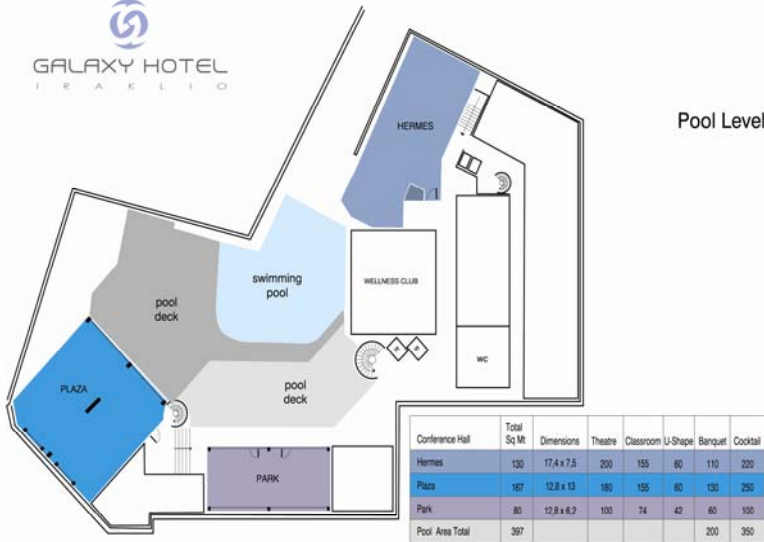 GALAXY HOTEL
IRAKLIO
Pool Level
HERMES
swimming
pool
WELLNESS CLUB
pool
deck
pool
deck
WC
PLAZA
PARK
Conference Hall Total Sq Mt Dimensions Theatre Classroom U-Shape Banquet Cocktail
Hermes 130 17,4 x 7,5 200 155 60 110 220
Plaza 167 12,8 x 13 180 155 60 130 250
Park 80 12,8 x 6,2 100 74 42 60 100
Pool Area Total 397 200 350